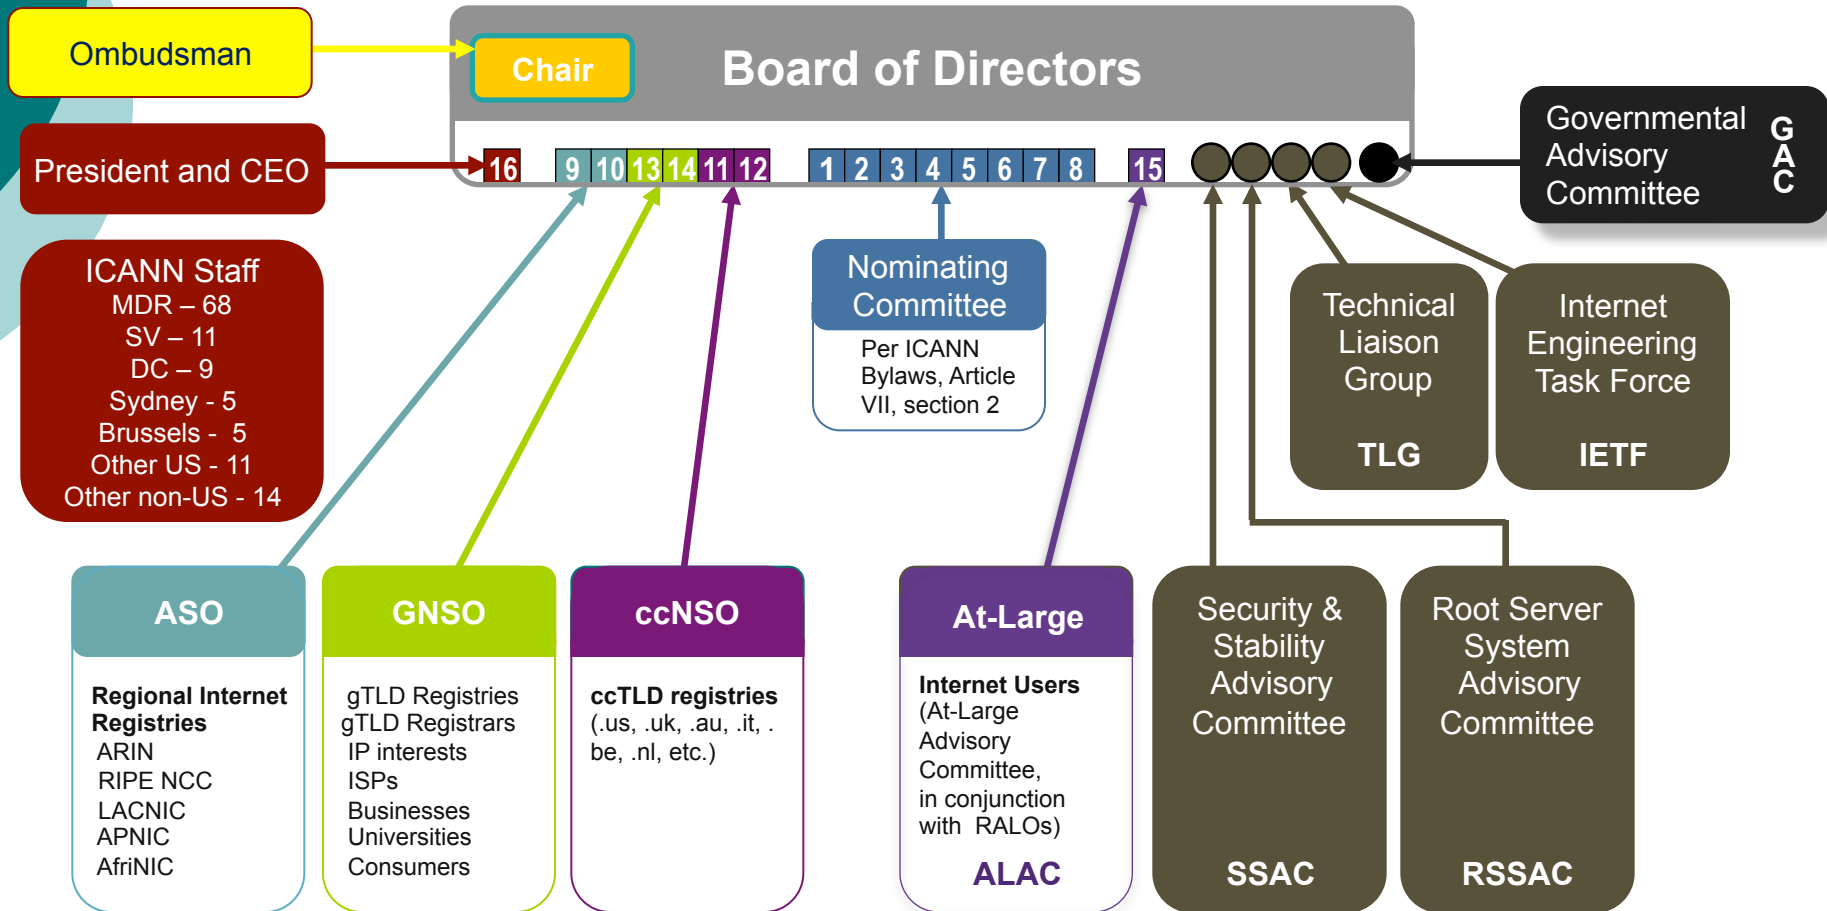 Ombudsman
Chair
Board of Directors
President and CEO
16
9 10 13 14 11 12
1 2 3 4 5 6 7 8
15
Governmental
Advisory
Committee
GAC
ICANN Staff
MDR – 68
SV – 11
DC – 9
Sydney - 5
Brussels - 5
Other US - 11
Other non-US - 14
Nominating
Committee
Per ICANN
Bylaws, Article
VII, section 2
Technical
Liaison
Group
TLG
Internet
Engineering
Task Force
IETF
ASO
Regional Internet
Registries
ARIN
RIPE NCC
LACNIC
APNIC
AfriNIC
GNSO
gTLD Registries
gTLD Registrars
IP interests
ISPs
Businesses
Universities
Consumers
ccNSO
ccTLD registries
(.us, .uk, .au, .it, .
be, .nl, etc.)
At-Large
Internet Users
(At-Large
Advisory
Committee,
in conjunction
with RALOs)
ALAC
Security &
Stability
Advisory
Committee
SSAC
Root Server
System
Advisory
Committee
RSSAC